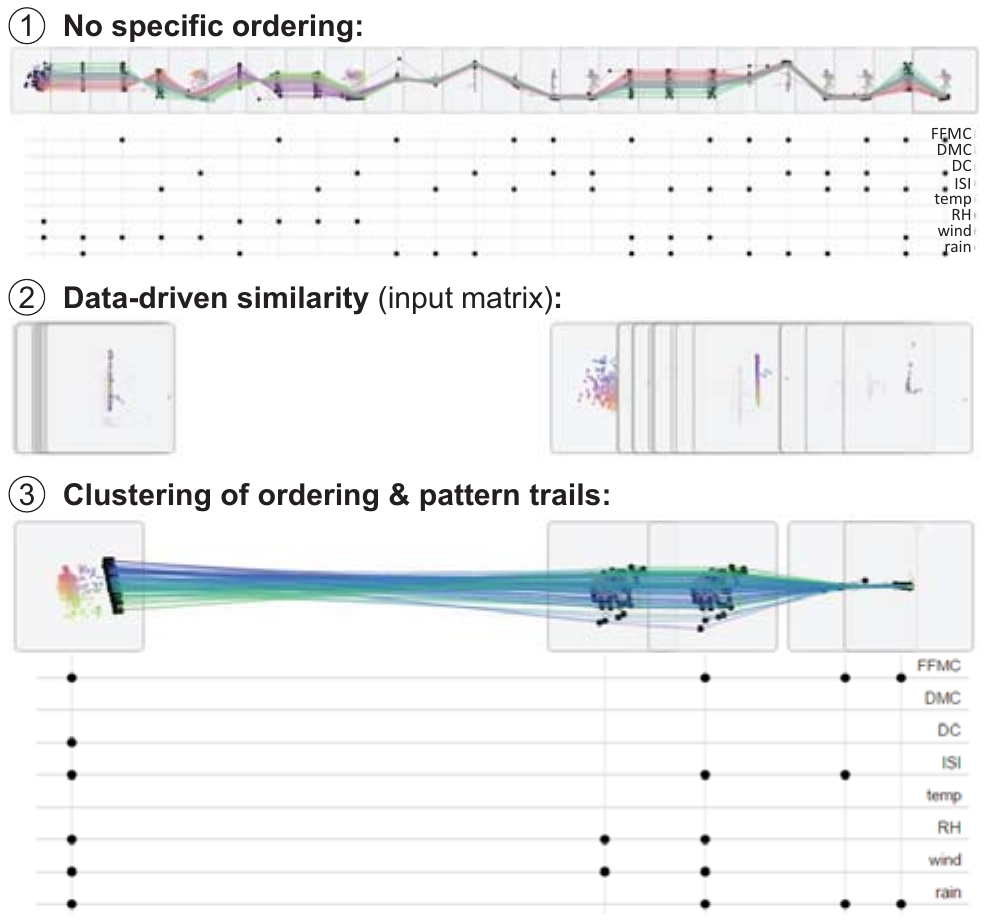 ① No specific ordering:
FFMC
DMC
DC
ISI
temp
RH
wind
rain
② Data-driven similarity (input matrix):
③ Clustering of ordering & pattern trails:
FFMC
DMC
DC
ISI
temp
RH
wind
rain